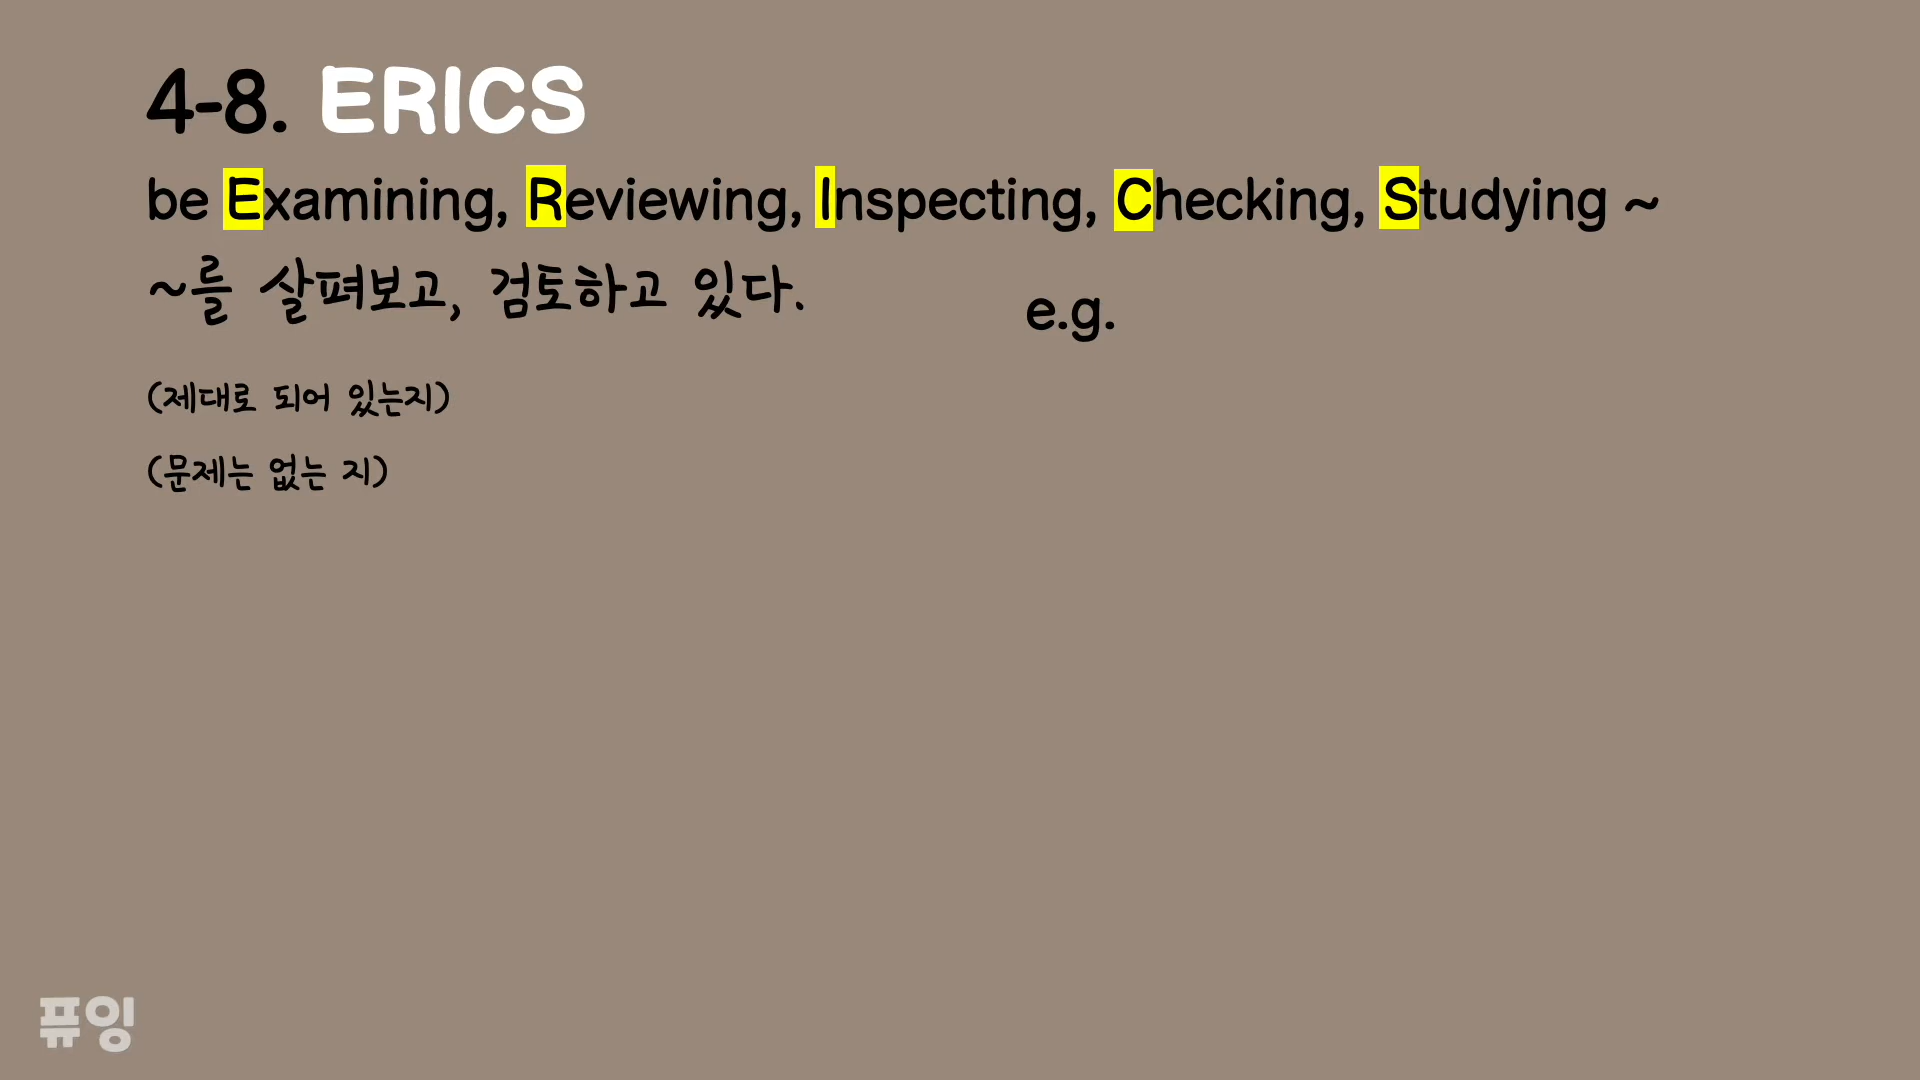 4-8. ERICS
be Examining, Reviewing, Inspecting, Checking, Studying ~
~를 살펴보고, 검토하고 있다.
e.g.
(제대로 되어 있는지)
(문제는 없는 지)
퓨잉